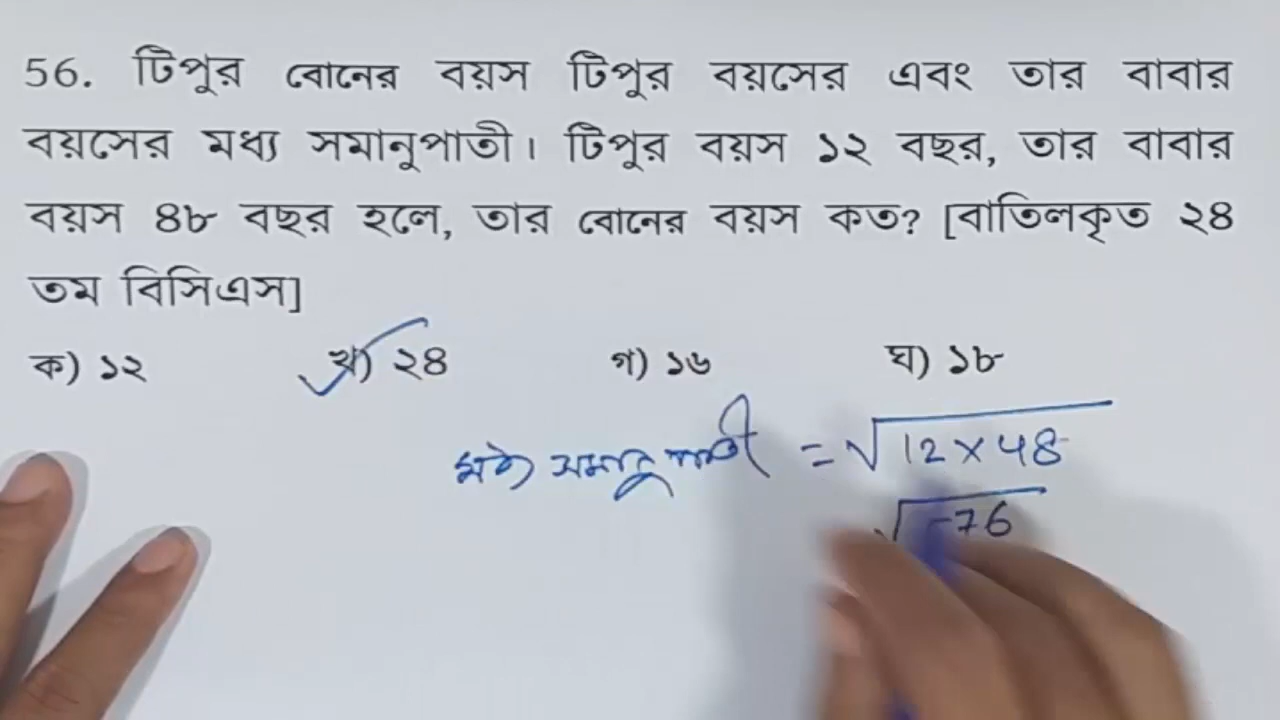 56. টিপুর বোনের বয়স টিপুর বয়সের এবং তার বাবার
বয়সের মধ্য সমানুপাতী। টিপুর বয়স ১২ বছর, তার বাবার
বয়স ৪৮ বছর হলে, তার বোনের বয়স কত? [বাতিলকৃত ২৪
তম বিসিএস]
ক) ১২ খ) ২৪ গ) ১৬ ঘ) ১৮
মধ্য সমানুপাতী = √12 × 48
76